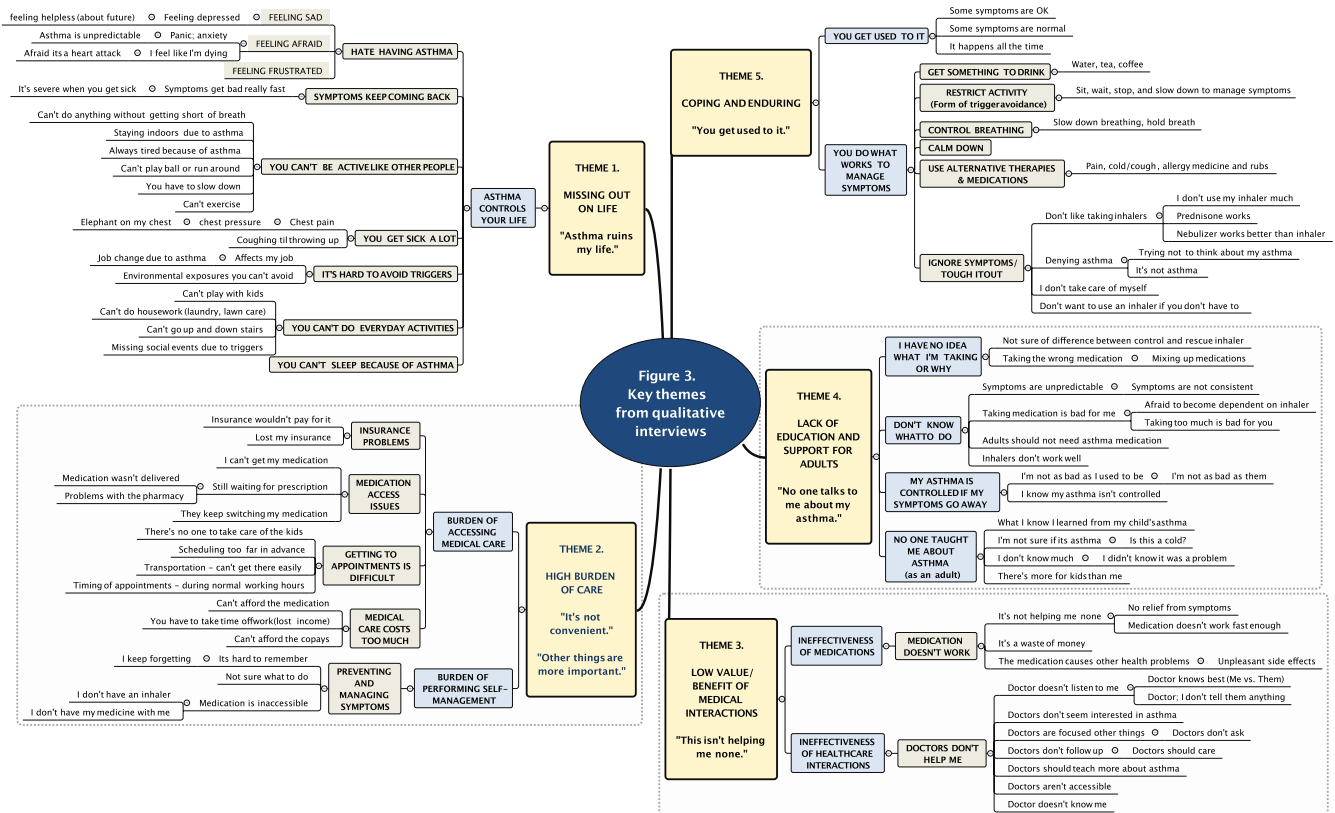 Figure 3.
Key themes
from qualitative
interviews
THEME 1.
MISSING OUT
ON LIFE
"Asthma ruins
my life."
ASTHMA
CONTROLS
YOUR LIFE
HATE HAVING ASTHMA
FEELING SAD
Feeling depressed
feeling helpless (about future)
FEELING AFRAID
Panic; anxiety
Asthma is unpredictable
I feel like I'm dying
Afraid its a heart attack
FEELING FRUSTRATED
SYMPTOMS KEEP COMING BACK
Symptoms get bad really fast
It's severe when you get sick
YOU CAN'T BE ACTIVE LIKE OTHER PEOPLE
Can't do anything without getting short of breath
Staying indoors due to asthma
Always tired because of asthma
Can't play ball or run around
You have to slow down
Can't exercise
YOU GET SICK A LOT
Chest pain
chest pressure
Elephant on my chest
Coughing til throwing up
IT'S HARD TO AVOID TRIGGERS
Affects my job
Job change due to asthma
Environmental exposures you can't avoid
YOU CAN'T DO EVERYDAY ACTIVITIES
Can't play with kids
Can't do housework (laundry, lawn care)
Can't go up and down stairs
Missing social events due to triggers
YOU CAN'T SLEEP BECAUSE OF ASTHMA
THEME 2.
HIGH BURDEN
OF CARE
"It's not
convenient."
"Other things are
more important."
BURDEN OF
ACCESSING
MEDICAL CARE
INSURANCE
PROBLEMS
Insurance wouldn't pay for it
Lost my insurance
MEDICATION
ACCESS
ISSUES
I can't get my medication
Still waiting for prescription
Medication wasn't delivered
Problems with the pharmacy
They keep switching my medication
GETTING TO
APPOINTMENTS IS
DIFFICULT
There's no one to take care of the kids
Scheduling too far in advance
Transportation – can't get there easily
Timing of appointments – during normal working hours
MEDICAL
CARE COSTS
TOO MUCH
Can't afford the medication
You have to take time off work(lost income)
Can't afford the copays
BURDEN OF
PERFORMING SELF-
MANAGEMENT
PREVENTING
AND
MANAGING
SYMPTOMS
Its hard to remember
I keep forgetting
Not sure what to do
Medication is inaccessible
I don't have an inhaler
I don't have my medicine with me
THEME 3.
LOW VALUE/
BENEFIT OF
MEDICAL
INTERACTIONS
"This isn't helping
me none."
INEFFECTIVENESS
OF MEDICATIONS
MEDICATION
DOESN'T WORK
It's not helping me none
No relief from symptoms
Medication doesn't work fast enough
It's a waste of money
The medication causes other health problems
Unpleasant side effects
INEFFECTIVENESS
OF HEALTHCARE
INTERACTIONS
DOCTORS DON'T
HELP ME
Doctor doesn't listen to me
Doctor knows best (Me vs. Them)
Doctor; I don't tell them anything
Doctors don't seem interested in asthma
Doctors are focused other things
Doctors don't ask
Doctors don't follow up
Doctors should care
Doctors should teach more about asthma
Doctors aren't accessible
Doctor doesn't know me
THEME 4.
LACK OF
EDUCATION AND
SUPPORT FOR
ADULTS
"No one talks to
me about my
asthma."
I HAVE NO IDEA
WHAT I'M TAKING
OR WHY
Not sure of difference between control and rescue inhaler
Taking the wrong medication
Mixing up medications
DON'T KNOW
WHAT TO DO
Symptoms are unpredictable
Symptoms are not consistent
Taking medication is bad for me
Afraid to become dependent on inhaler
Taking too much is bad for you
Adults should not need asthma medication
Inhalers don't work well
MY ASTHMA IS
CONTROLLED IF MY
SYMPTOMS GO AWAY
I'm not as bad as I used to be
I'm not as bad as them
I know my asthma isn't controlled
NO ONE TAUGHT
ME ABOUT
ASTHMA
(as an adult)
What I know I learned from my child's asthma
I'm not sure if its asthma
Is this a cold?
I don't know much
I didn't know it was a problem
There's more for kids than me
THEME 5.
COPING AND ENDURING
"You get used to it."
YOU GET USED TO IT
Some symptoms are OK
Some symptoms are normal
It happens all the time
YOU DO WHAT
WORKS TO
MANAGE
SYMPTOMS
GET SOMETHING TO DRINK
Water, tea, coffee
RESTRICT ACTIVITY
(Form of trigger avoidance)
Sit, wait, stop, and slow down to manage symptoms
CONTROL BREATHING
Slow down breathing, hold breath
CALM DOWN
USE ALTERNATIVE THERAPIES
& MEDICATIONS
Pain, cold/cough, allergy medicine and rubs
IGNORE SYMPTOMS/
TOUGH IT OUT
Don't like taking inhalers
I don't use my inhaler much
Prednisone works
Nebulizer works better than inhaler
Denying asthma
Trying not to think about my asthma
It's not asthma
I don't take care of myself
Don't want to use an inhaler if you don't have to